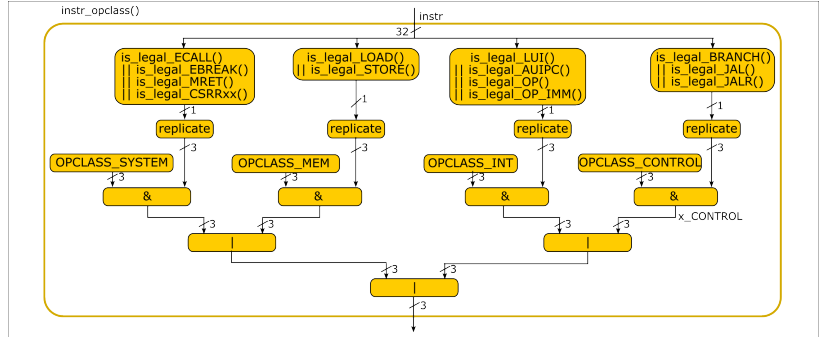 instr_opclass()
instr
32
is_legal_ECALL()
|| is_legal_EBREAK()
|| is_legal_MRET()
|| is_legal_CSRRxx()
is_legal_LOAD()
|| is_legal_STORE()
is_legal_LUI()
|| is_legal_AUIPC()
|| is_legal_OP()
|| is_legal_OP_IMM()
is_legal_BRANCH()
|| is_legal_JAL()
|| is_legal_JALR()
1
1
1
1
replicate
replicate
replicate
replicate
3
3
3
3
OPCLASS_SYSTEM
OPCLASS_MEM
OPCLASS_INT
OPCLASS_CONTROL
3
3
3
3
&
&
&
&
x_CONTROL
3
3
3
3
|
|
3
3
|
3